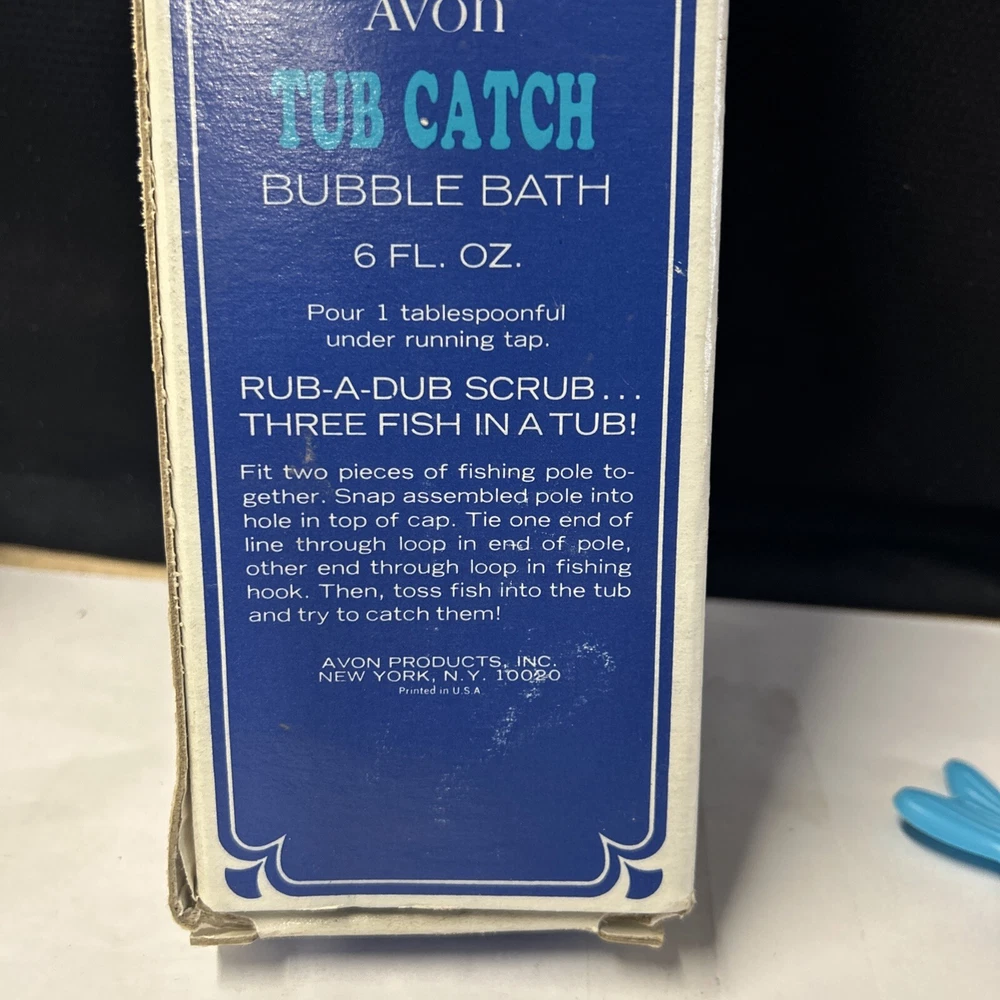 AVON
TUB CATCH
BUBBLE BATH
6 FL. OZ.
Pour 1 tablespoonful
under running tap.
RUB-A-DUB SCRUB...
THREE FISH IN A TUB!
Fit two pieces of fishing pole to-
gether. Snap assembled pole into
hole in top of cap. Tie one end of
line through loop in end of pole,
other end through loop in fishing
hook. Then, toss fish into the tub
and try to catch them!
AVON PRODUCTS, INC.
NEW YORK, N.Y. 10020
Printed in U.S.A